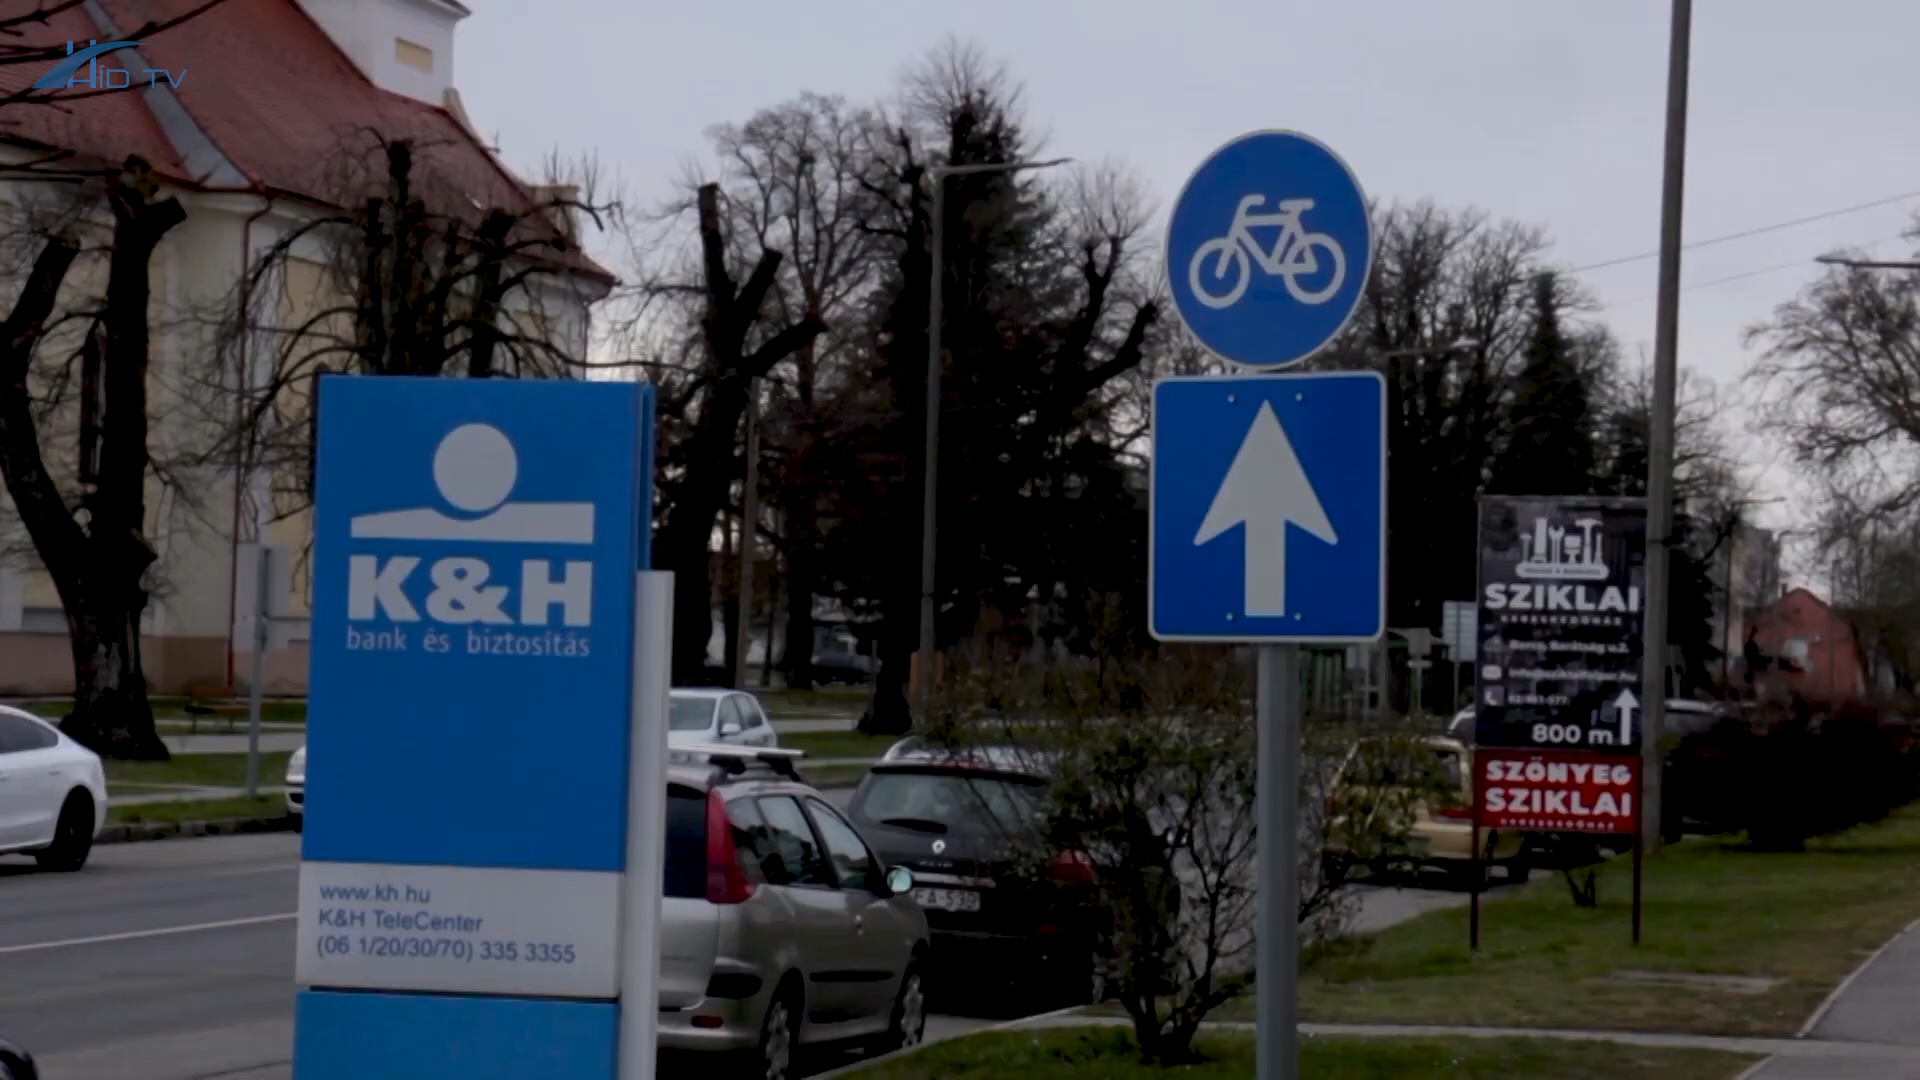 HÍD TV
K&H
bank és biztosítás
www.kh.hu
K&H TeleCenter
(06 1/20/30/70) 335 3355
SZIKLAI
800 m
SZŐNYEG
SZIKLAI